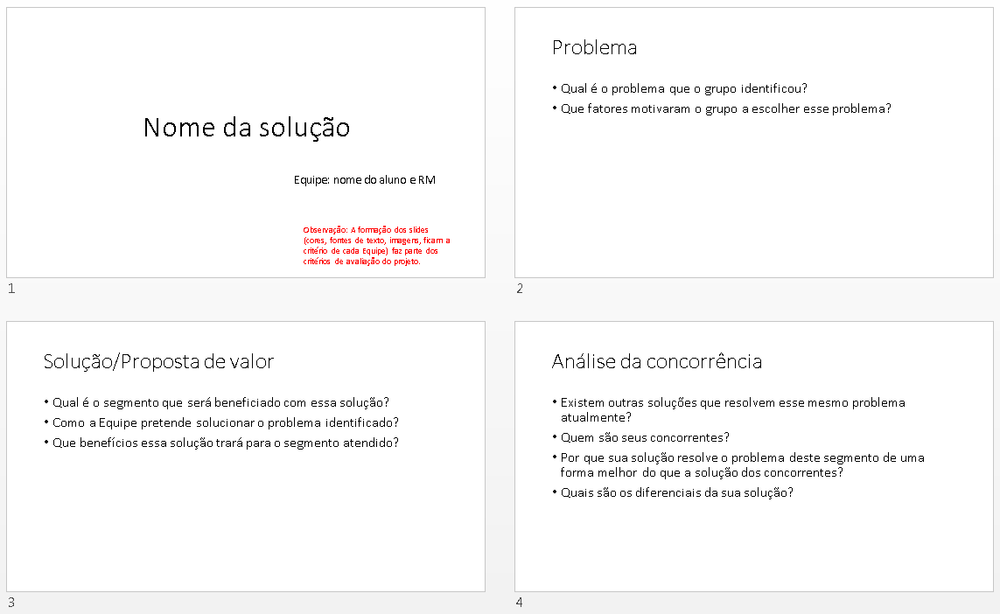 Nome da solução
Equipe: nome do aluno e RM
Observação: A formação dos slides
(cores, fontes de texto, imagens, ficam a
critério de cada Equipe) faz parte dos
critérios de avaliação do projeto.
1
Problema
• Qual é o problema que o grupo identificou?
• Que fatores motivaram o grupo a escolher esse problema?
2
Solução/Proposta de valor
• Qual é o segmento que será beneficiado com essa solução?
• Como a Equipe pretende solucionar o problema identificado?
• Que benefícios essa solução trará para o segmento atendido?
3
Análise da concorrência
• Existem outras soluções que resolvem esse mesmo problema
atualmente?
• Quem são seus concorrentes?
• Por que sua solução resolve o problema deste segmento de uma
forma melhor do que a solução dos concorrentes?
• Quais são os diferenciais da sua solução?
4